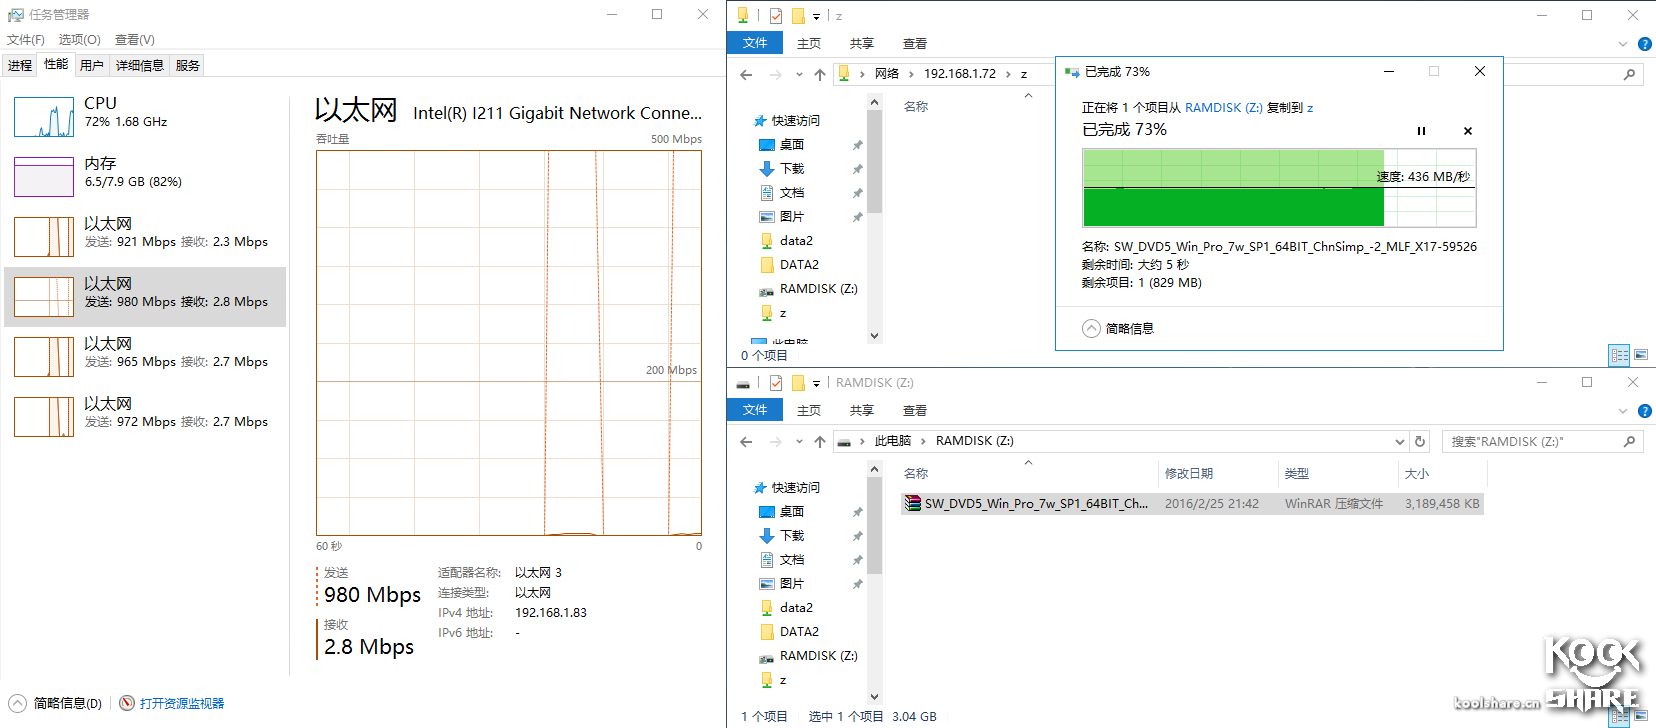 任务管理器
文件(F) 选项(O) 查看(V)
进程 性能 用户 详细信息 服务
CPU
72% 1.68 GHz
内存
6.5/7.9 GB (82%)
以太网
发送: 921 Mbps 接收: 2.3 Mbps
以太网
发送: 980 Mbps 接收: 2.8 Mbps
以太网
发送: 965 Mbps 接收: 2.7 Mbps
以太网
发送: 972 Mbps 接收: 2.7 Mbps
以太网 Intel(R) I211 Gigabit Network Conne...
吞吐量 500 Mbps
200 Mbps
60 秒 0
发送
980 Mbps
接收
2.8 Mbps
适配器名称: 以太网 3
连接类型: 以太网
IPv4 地址: 192.168.1.83
IPv6 地址: -
简略信息(D) 打开资源监视器
z
文件 主页 共享 查看
网络 192.168.1.72 z
名称
快速访问
桌面
下载
文档
图片
data2
DATA2
RAMDISK (Z:)
z
此电脑
0 个项目
已完成 73%
正在将 1 个项目从 RAMDISK (Z:) 复制到 z
已完成 73%
速度: 436 MB/秒
名称: SW_DVD5_Win_Pro_7w_SP1_64BIT_ChnSimp_-2_MLF_X17-59526
剩余时间: 大约 5 秒
剩余项目: 1 (829 MB)
简略信息
RAMDISK (Z:)
文件 主页 共享 查看
此电脑 RAMDISK (Z:) 搜索"RAMDISK (Z:)"
名称 修改日期 类型 大小
SW_DVD5_Win_Pro_7w_SP1_64BIT_Ch... 2016/2/25 21:42 WinRAR 压缩文件 3,189,458 KB
快速访问
桌面
下载
文档
图片
data2
DATA2
RAMDISK (Z:)
z
1 个项目 选中 1 个项目 3.04 GB
koolshare.cn
KOOL
SHARE